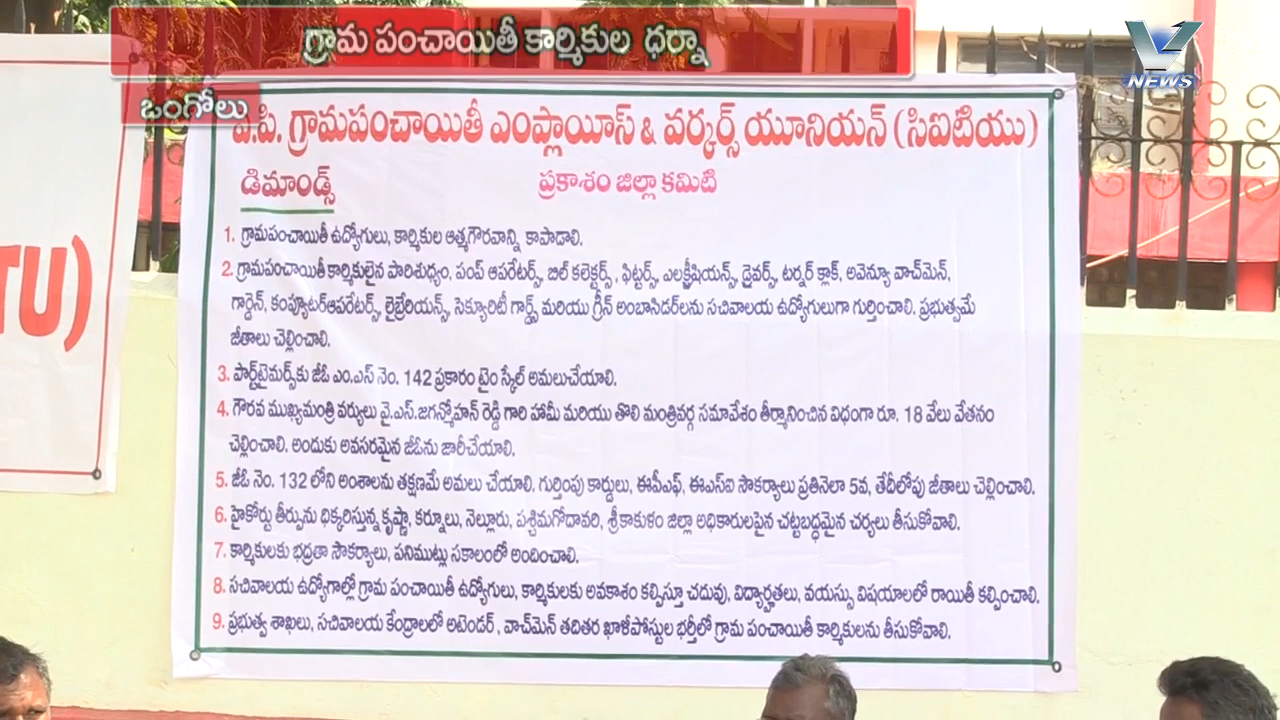 గ్రామ పంచాయితీ కార్మికుల ధర్నా
V NEWS
ఒంగోలు
ఏ.పి. గ్రామపంచాయితీ ఎంప్లాయీస్ & వర్కర్స్ యూనియన్ (సిఐటియు)
డిమాండ్స్
ప్రకాశం జిల్లా కమిటి
1. గ్రామపంచాయితీ ఉద్యోగులు, కార్మికుల ఆత్మగౌరవాన్ని కాపాడాలి.
2. గ్రామపంచాయితీ కార్మికులైన పారిశుధ్యం, పంప్ ఆపరేటర్స్, బిల్ కలెక్టర్స్, ఫిట్టర్స్, ఎలక్ట్రీషియన్స్, డ్రైవర్స్, టర్నర్ క్లాక్, అవెన్యూ వాచ్‌మెన్,
గార్డెన్, కంప్యూటర్ఆపరేటర్స్, లైబ్రేరియన్స్, సెక్యూరిటీ గార్డ్స్ మరియు గ్రీన్ అంబాసిడర్‌లను సచివాలయ ఉద్యోగులుగా గుర్తించాలి. ప్రభుత్వమే
జీతాలు చెల్లించాలి.
3. పార్ట్‌టైమర్స్‌కు జీఓ ఎం.ఎస్ నెం. 142 ప్రకారం టైం స్కేల్ అమలుచేయాలి.
4. గౌరవ ముఖ్యమంత్రి వర్యులు వై.ఎస్.జగన్మోహన్ రెడ్డి గారి హామీ మరియు తొలి మంత్రివర్గ సమావేశం తీర్మానించిన విధంగా రూ. 18 వేలు వేతనం
చెల్లించాలి. అందుకు అవసరమైన జీఓను జారీచేయాలి.
5. జీఓ నెం. 132 లోని అంశాలను తక్షణమే అమలు చేయాలి. గుర్తింపు కార్డులు, ఈపీఎఫ్, ఈఎస్ఐ సౌకర్యాలు ప్రతినెలా 5వ, తేదీలోపు జీతాలు చెల్లించాలి.
6. హైకోర్టు తీర్పును ధిక్కరిస్తున్న కృష్ణా, కర్నూలు, నెల్లూరు, పశ్చిమగోదావరి, శ్రీకాకుళం జిల్లా అధికారులపైన చట్టబద్ధమైన చర్యలు తీసుకోవాలి.
7. కార్మికులకు భద్రతా సౌకర్యాలు, పనిముట్లు సకాలంలో అందించాలి.
8. సచివాలయ ఉద్యోగాల్లో గ్రామ పంచాయితీ ఉద్యోగులు, కార్మికులకు అవకాశం కల్పిస్తూ చదువు, విద్యార్హతలు, వయస్సు విషయాలలో రాయితీ కల్పించాలి.
9. ప్రభుత్వ శాఖలు, సచివాలయ కేంద్రాలలో అటెండర్, వాచ్‌మెన్ తదితర ఖాళీపోస్టుల భర్తీలో గ్రామ పంచాయితీ కార్మికులను తీసుకోవాలి.
TU)